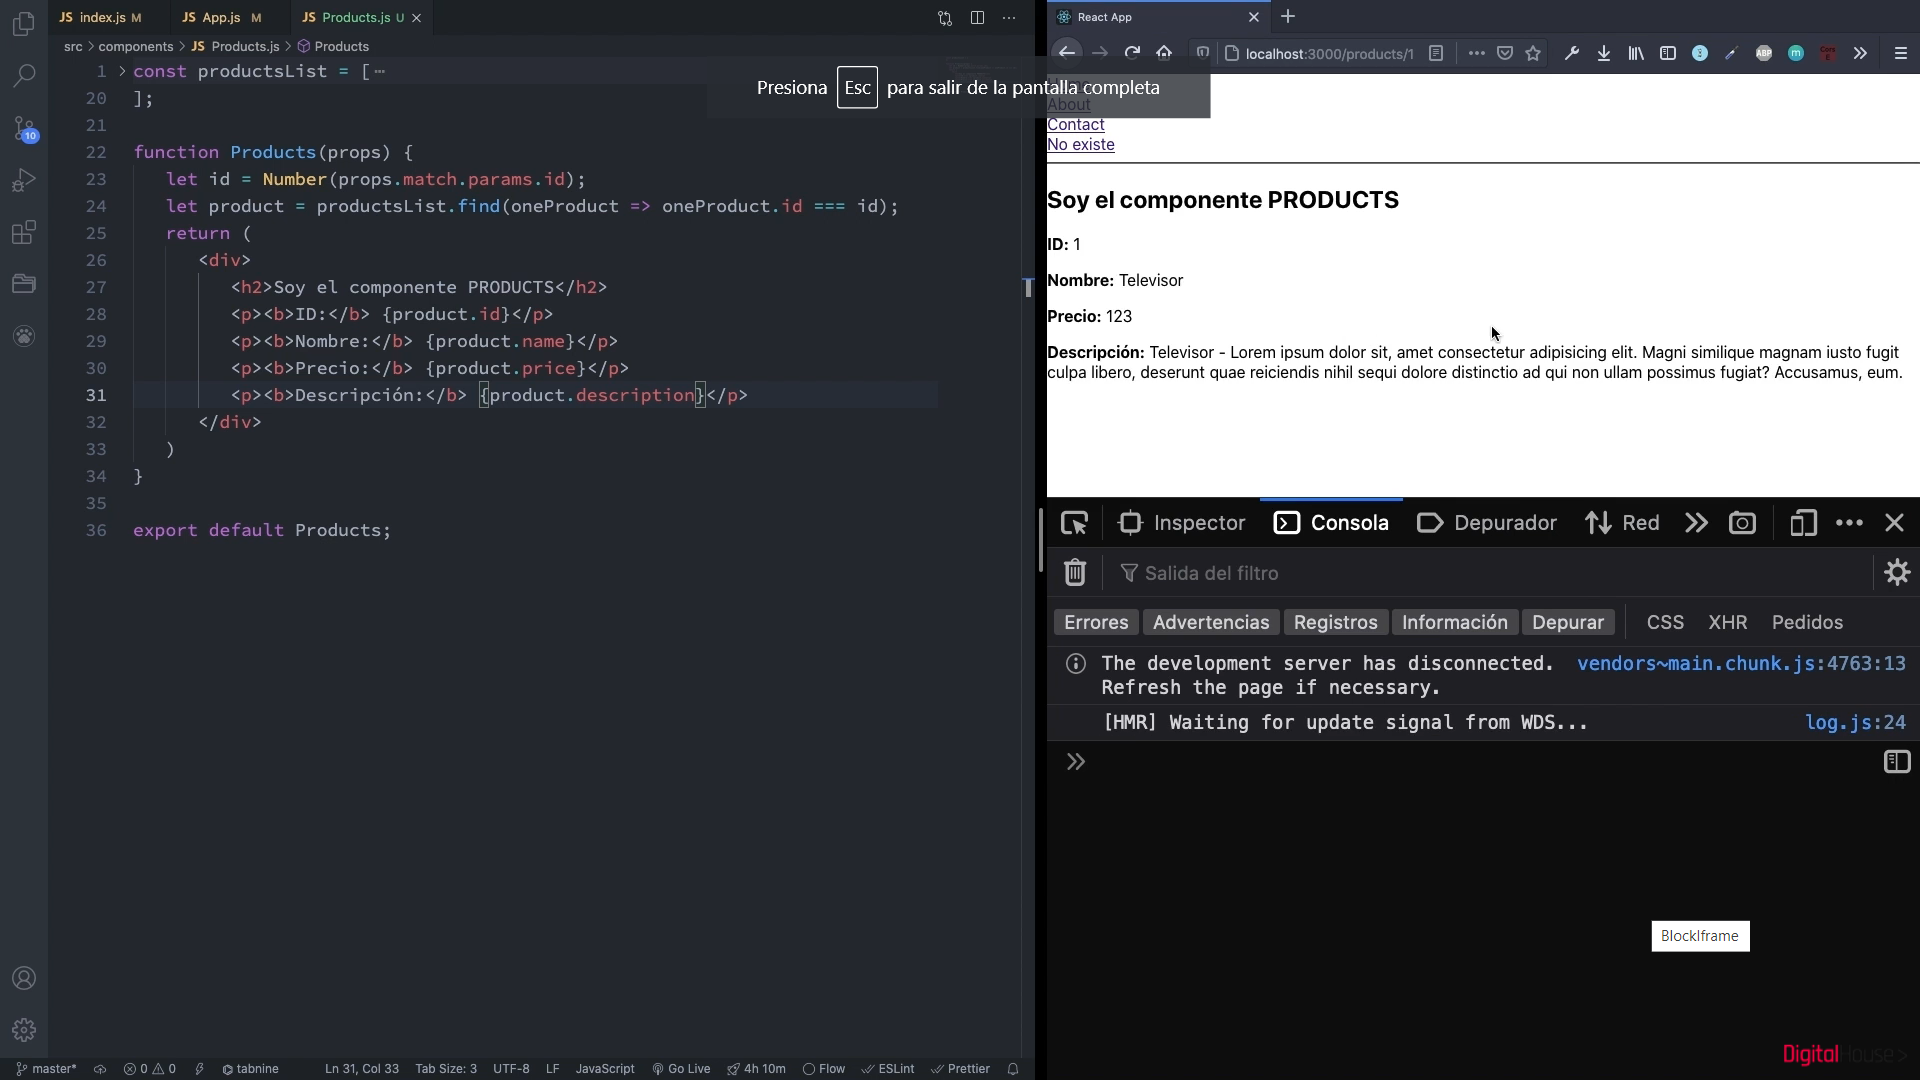 JS index.js M
JS App.js M
JS Products.js U
src > components > JS Products.js > Products
1 const productsList = [⋯
20 ];
21
22 function Products(props) {
23 let id = Number(props.match.params.id);
24 let product = productsList.find(oneProduct => oneProduct.id === id);
25 return (
26 <div>
27 <h2>Soy el componente PRODUCTS</h2>
28 <p><b>ID:</b> {product.id}</p>
29 <p><b>Nombre:</b> {product.name}</p>
30 <p><b>Precio:</b> {product.price}</p>
31 <p><b>Descripción:</b> {product.description}</p>
32 </div>
33 )
34 }
35
36 export default Products;
10
master* 0 0 tabnine Ln 31, Col 33 Tab Size: 3 UTF-8 LF JavaScript Go Live 4h 10m Flow ESLint Prettier
Presiona Esc para salir de la pantalla completa
React App
localhost:3000/products/1
ABP
About
Contact
No existe
Soy el componente PRODUCTS
ID: 1
Nombre: Televisor
Precio: 123
Descripción: Televisor - Lorem ipsum dolor sit, amet consectetur adipisicing elit. Magni similique magnam iusto fugit
culpa libero, deserunt quae reiciendis nihil sequi dolore distinctio ad qui non ullam possimus fugiat? Accusamus, eum.
Inspector Consola Depurador Red
Salida del filtro
Errores Advertencias Registros Información Depurar CSS XHR Pedidos
The development server has disconnected. vendors~main.chunk.js:4763:13
Refresh the page if necessary.
[HMR] Waiting for update signal from WDS... log.js:24
BlockIframe
DigitalHouse>